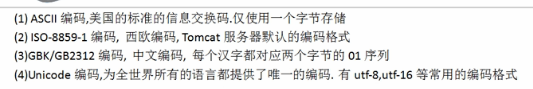 (1) ASCII 编码,美国的标准的信息交换码.仅使用一个字节存储
(2) ISO-8859-1 编码, 西欧编码, Tomcat 服务器默认的编码格式
(3)GBK/GB2312 编码, 中文编码, 每个汉字都对应两个字节的 01 序列
(4)Unicode 编码,为全世界所有的语言都提供了唯一的编码. 有 utf-8,utf-16 等常用的编码格式